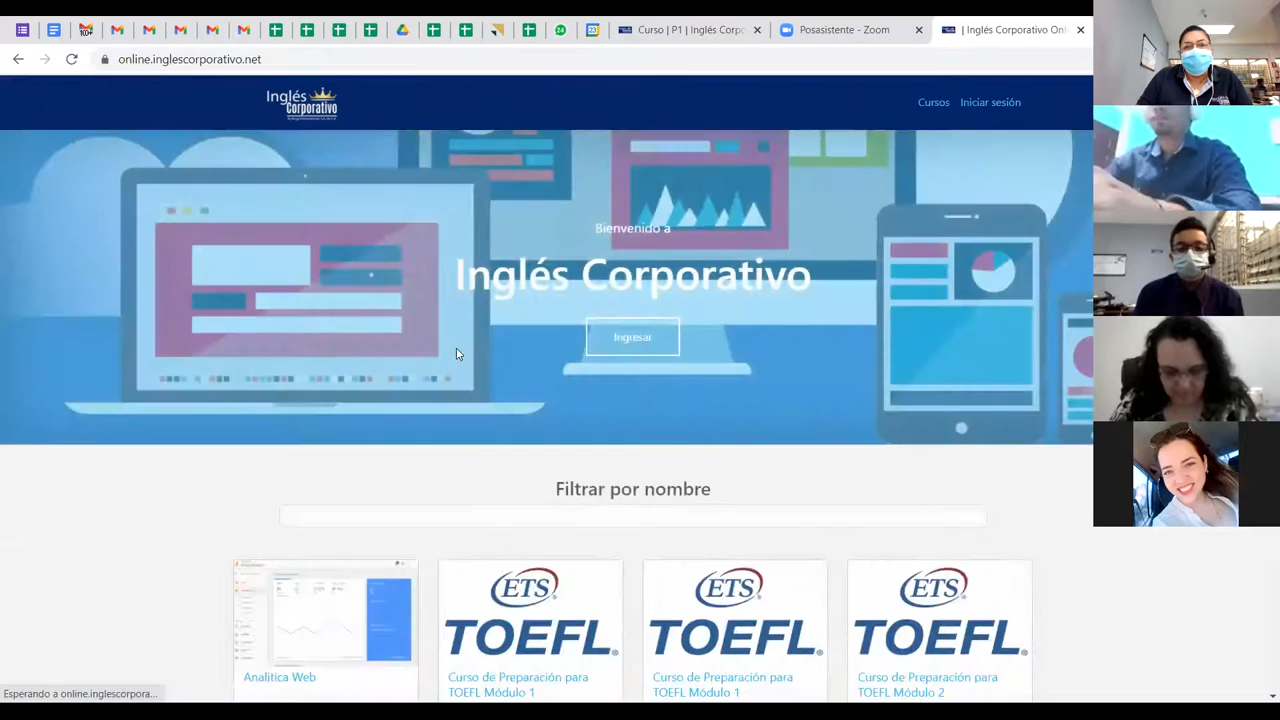 Curso | P1 | Inglés Corpo
Posasistente - Zoom
| Inglés Corporativo Onl
online.inglescorporativo.net
Inglés
Corporativo
Cursos Iniciar sesión
Bienvenido a
Inglés Corporativo
Ingresar
Filtrar por nombre
ETS
TOEFL
ETS
TOEFL
ETS
TOEFL
Analitica Web
Curso de Preparación para
TOEFL Módulo 1
Curso de Preparación para
TOEFL Módulo 1
Curso de Preparación para
TOEFL Módulo 2
Esperando a online.inglescorpora...